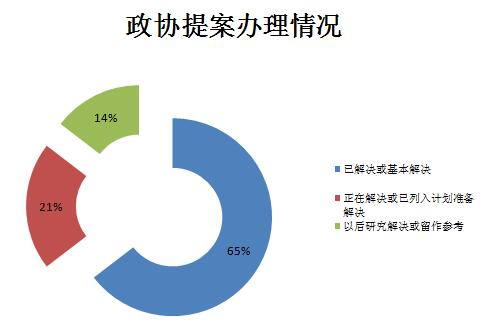 政协提案办理情况
14%
21%
65%
已解决或基本解决
正在解决或已列入计划准备
解决
以后研究解决或留作参考